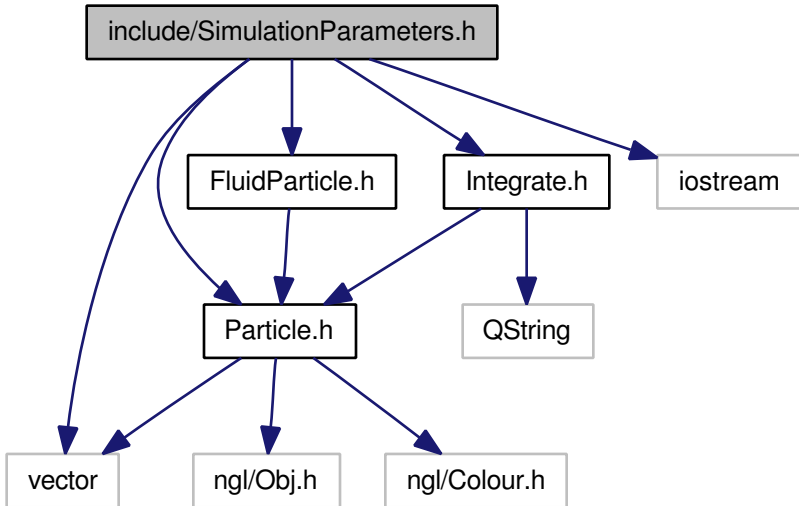 include/SimulationParameters.h
FluidParticle.h
Integrate.h
iostream
Particle.h
QString
vector
ngl/Obj.h
ngl/Colour.h